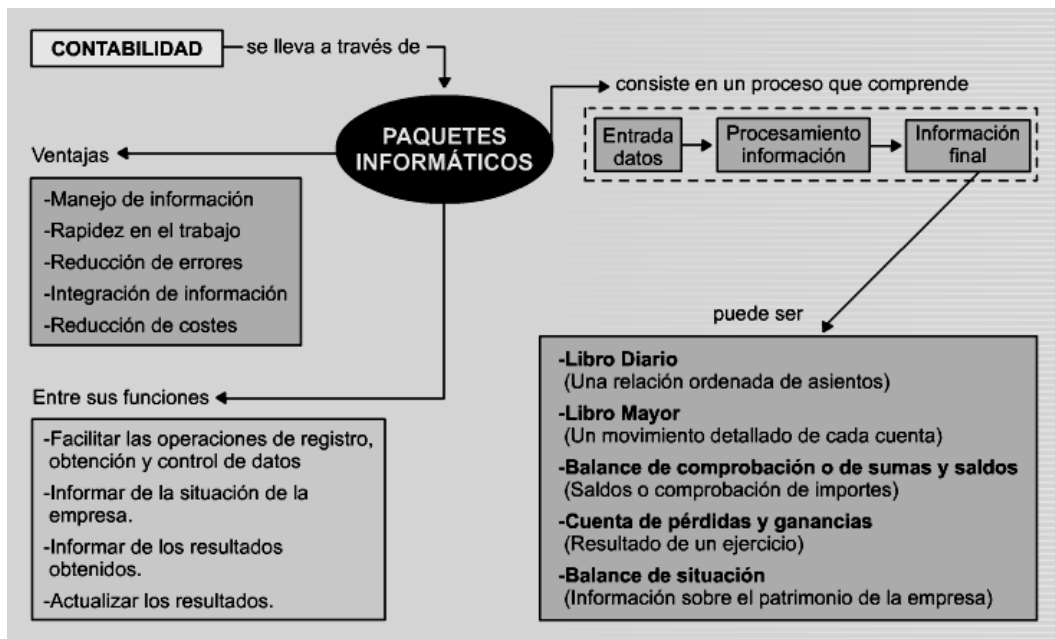 CONTABILIDAD
se lleva a través de
PAQUETES
INFORMÁTICOS
consiste en un proceso que comprende
Entrada
datos
Procesamiento
información
Información
final
Ventajas
-Manejo de información
-Rapidez en el trabajo
-Reducción de errores
-Integración de información
-Reducción de costes
Entre sus funciones
-Facilitar las operaciones de registro,
obtención y control de datos
-Informar de la situación de la
empresa.
-Informar de los resultados
obtenidos.
-Actualizar los resultados.
puede ser
-Libro Diario
(Una relación ordenada de asientos)
-Libro Mayor
(Un movimiento detallado de cada cuenta)
-Balance de comprobación o de sumas y saldos
(Saldos o comprobación de importes)
-Cuenta de pérdidas y ganancias
(Resultado de un ejercicio)
-Balance de situación
(Información sobre el patrimonio de la empresa)